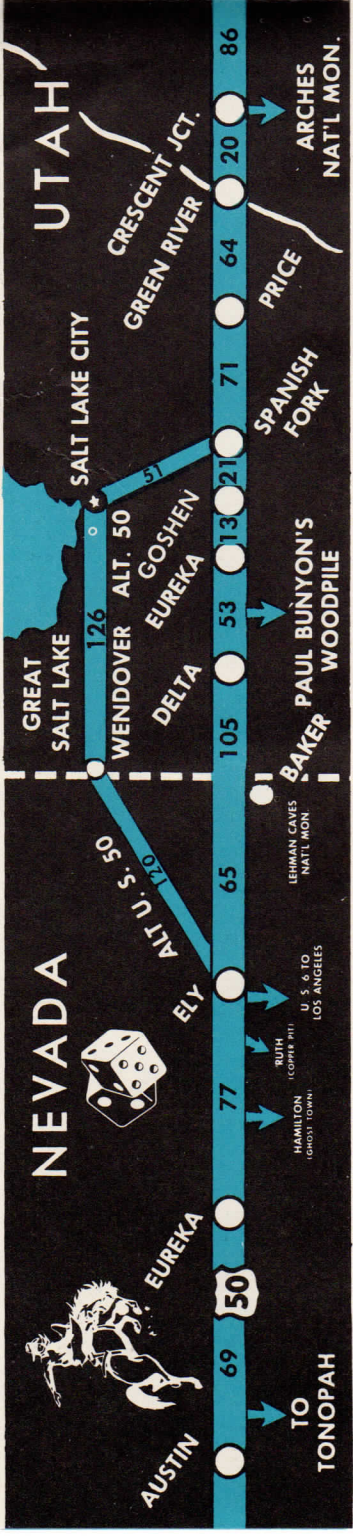 NEVADA
UTAH
GREAT
SALT LAKE
SALT LAKE CITY
126
WENDOVER ALT. 50
51
ALT U. S. 50
120
AUSTIN
EUREKA
ELY
DELTA
EUREKA
GOSHEN
GREEN RIVER
CRESCENT JCT.
69
50
77
65
105
53
13
21
71
64
20
86
TO
TONOPAH
HAMILTON
(GHOST TOWN)
RUTH
(COPPER PIT)
U. S. 6 TO
LOS ANGELES
LEHMAN CAVES
NAT'L MON.
BAKER
PAUL BUNYON'S
WOODPILE
SPANISH
FORK
PRICE
ARCHES
NAT'L MON.